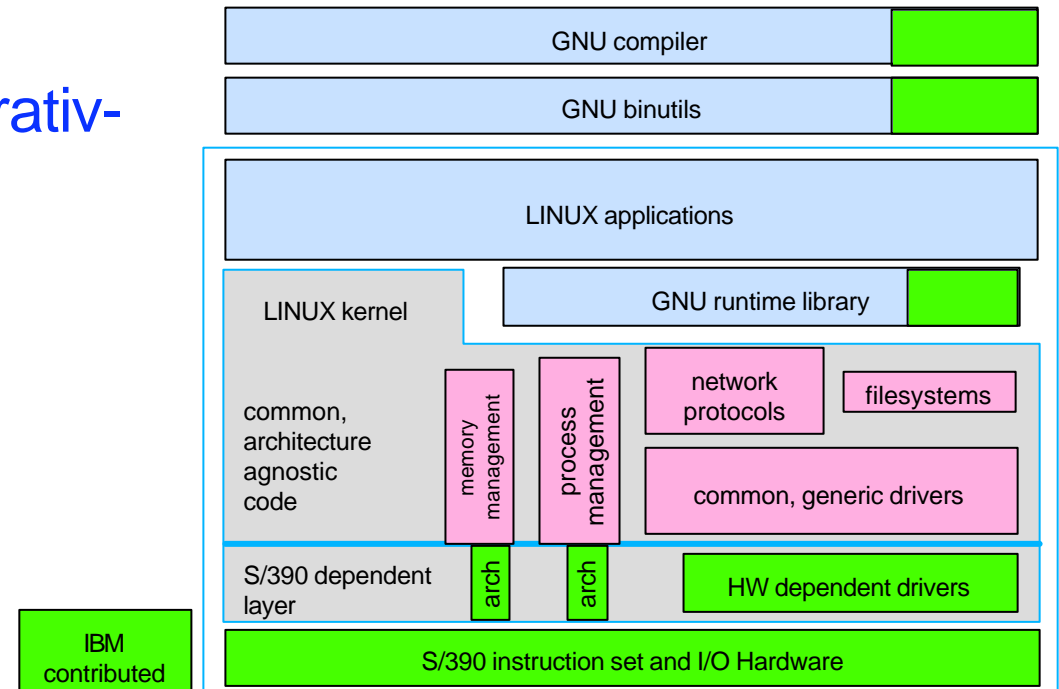 GNU compiler
rativ-
GNU binutils
LINUX applications
GNU runtime library
LINUX kernel
common,
architecture
agnostic
code
memory
management
process
management
network
protocols
filesystems
common, generic drivers
S/390 dependent
layer
arch
arch
HW dependent drivers
IBM
contributed
S/390 instruction set and I/O Hardware